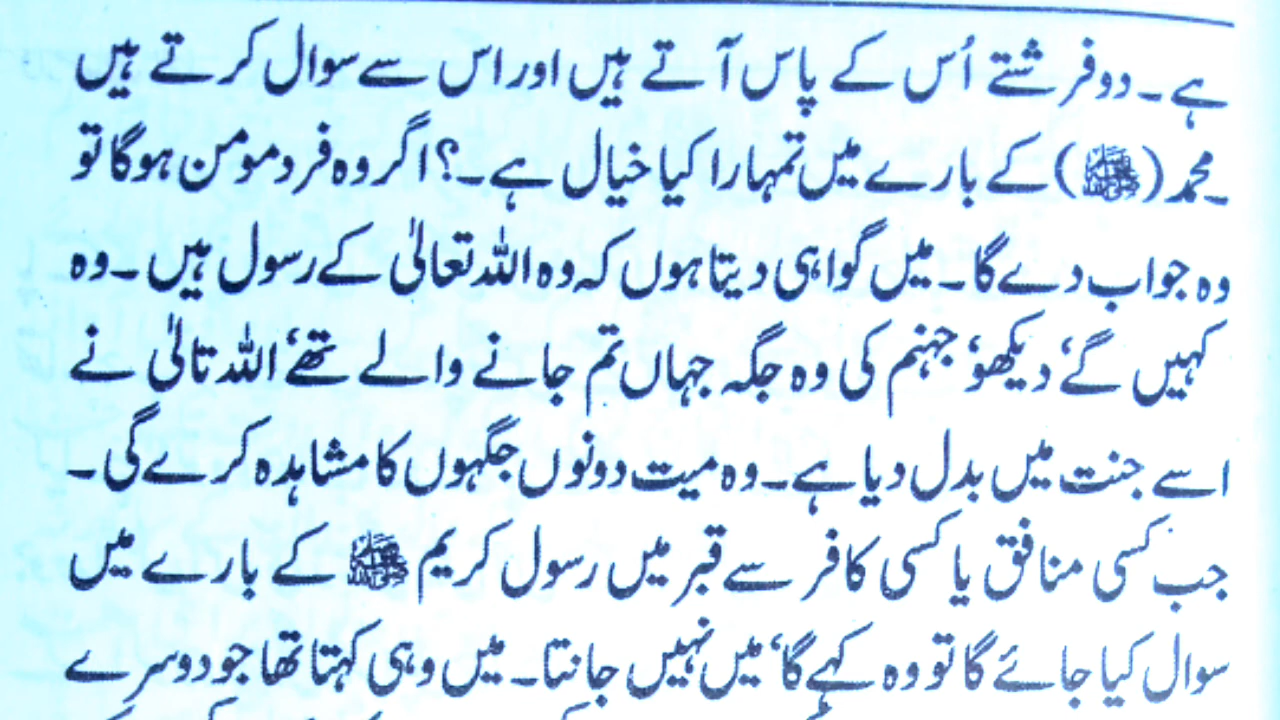 ہے۔ دو فرشتے اُس کے پاس آتے ہیں اور اس سے سوال کرتے ہیں
۔محمد (ﷺ) کے بارے میں تمہارا کیا خیال ہے۔؟ اگر وہ فرد مومن ہوگا تو
وہ جواب دے گا۔ میں گواہی دیتا ہوں کہ وہ اللہ تعالیٰ کے رسول ہیں۔ وہ
کہیں گے‘ دیکھو‘ جہنم کی وہ جگہ جہاں تم جانے والے تھے‘ اللہ تالیٰ نے
اسے جنت میں بدل دیا ہے۔ وہ میت دونوں جگہوں کا مشاہدہ کرے گی۔
جب کسی منافق یا کسی کافر سے قبر میں رسول کریم ﷺ کے بارے میں
سوال کیا جائے گا تو وہ کہے گا‘ میں نہیں جانتا۔ میں وہی کہتا تھا جو دوسرے